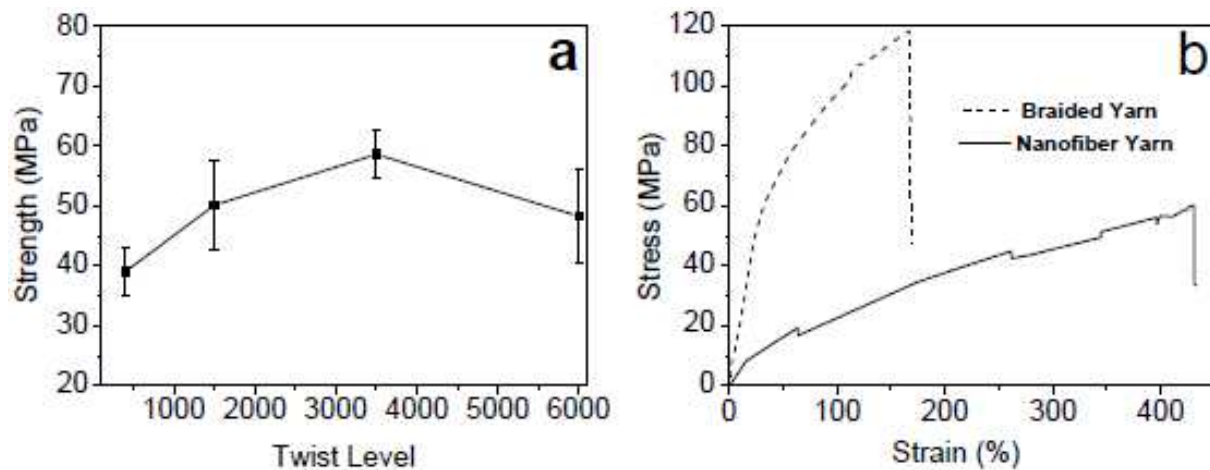 a
80
70
60
50
40
30
20
Strength (MPa)
1000 2000 3000 4000 5000 6000
Twist Level
b
120
100
80
60
40
20
0
Stress (MPa)
Braided Yarn
Nanofiber Yarn
0 100 200 300 400
Strain (%)